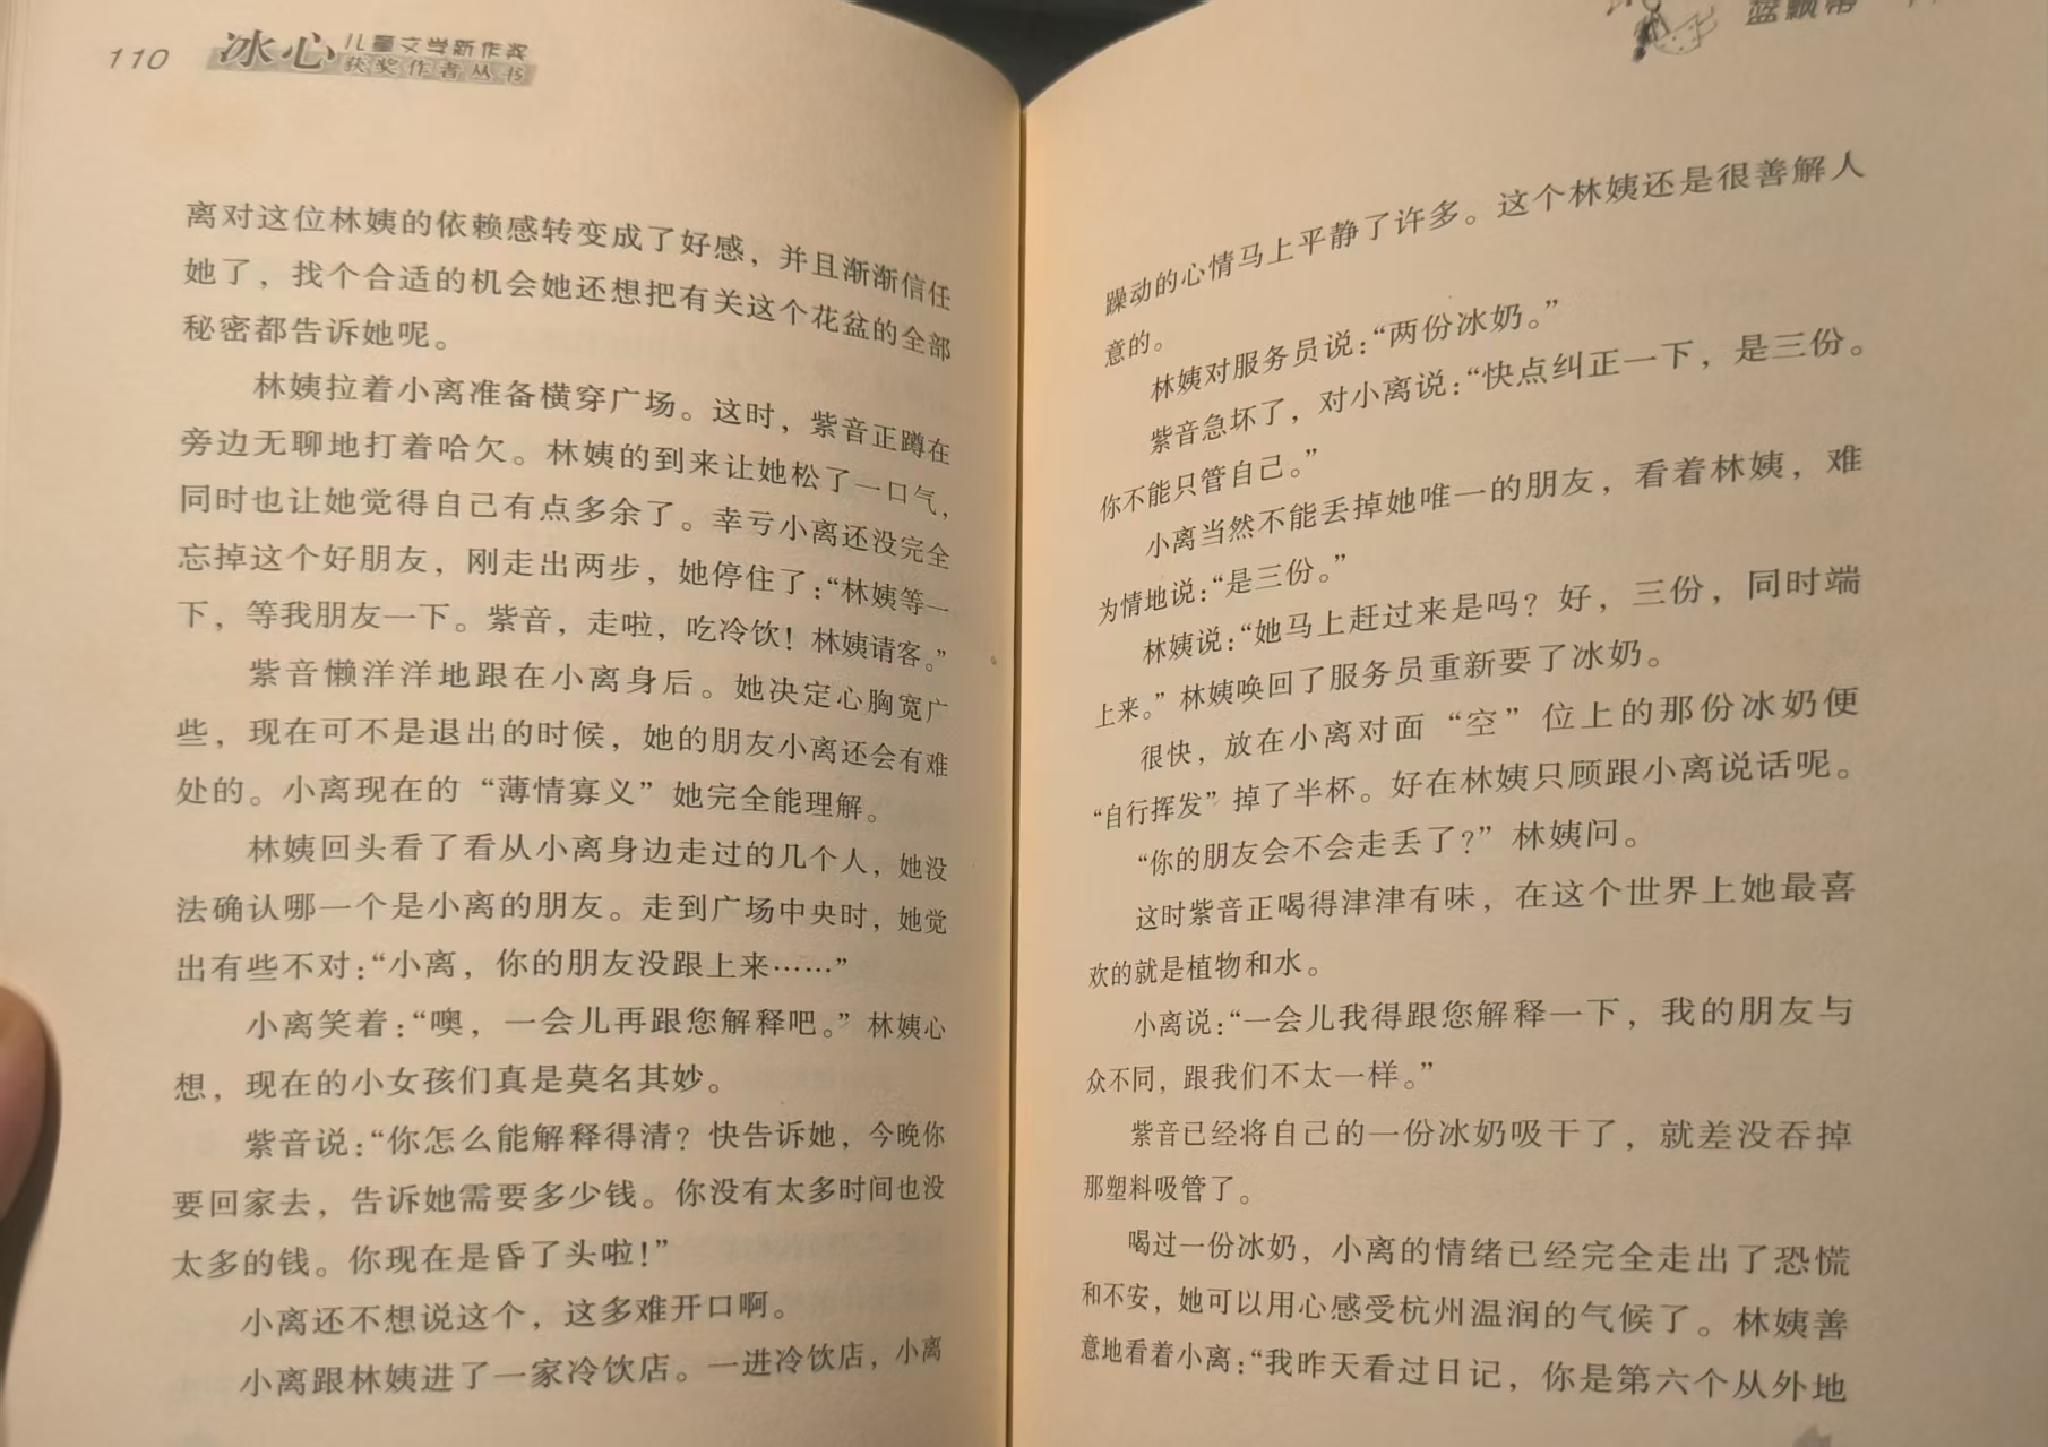 110
冰心 儿童文学新作奖
获奖作者丛书
离对这位林姨的依赖感转变成了好感，并且渐渐信任
她了，找个合适的机会她还想把有关这个花盆的全部
秘密都告诉她呢。
林姨拉着小离准备横穿广场。这时，紫音正蹲在
旁边无聊地打着哈欠。林姨的到来让她松了一口气，
同时也让她觉得自己有点多余了。幸亏小离还没完全
忘掉这个好朋友，刚走出两步，她停住了：“林姨等一
下，等我朋友一下。紫音，走啦，吃冷饮！林姨请客。”
紫音懒洋洋地跟在小离身后。她决定心胸宽广
些，现在可不是退出的时候，她的朋友小离还会有难
处的。小离现在的“薄情寡义”她完全能理解。
林姨回头看了看从小离身边走过的几个人，她没
法确认哪一个是小离的朋友。走到广场中央时，她觉
出有些不对：“小离，你的朋友没跟上来……”
小离笑着：“噢，一会儿再跟您解释吧。”林姨心
想，现在的小女孩们真是莫名其妙。
紫音说：“你怎么能解释得清？快告诉她，今晚你
要回家去，告诉她需要多少钱。你没有太多时间也没
太多的钱。你现在是昏了头啦！”
小离还不想说这个，这多难开口啊。
小离跟林姨进了一家冷饮店。一进冷饮店，小离
躁动的心情马上平静了许多。这个林姨还是很善解人
意的。
林姨对服务员说：“两份冰奶。”
紫音急坏了，对小离说：“快点纠正一下，是三份。
你不能只管自己。”
小离当然不能丢掉她唯一的朋友，看着林姨，难
为情地说：“是三份。”
林姨说：“她马上赶过来是吗？好，三份，同时端
上来。”林姨唤回了服务员重新要了冰奶。
很快，放在小离对面“空”位上的那份冰奶便
“自行挥发”掉了半杯。好在林姨只顾跟小离说话呢。
“你的朋友会不会走丢了？”林姨问。
这时紫音正喝得津津有味，在这个世界上她最喜
欢的就是植物和水。
小离说：“一会儿我得跟您解释一下，我的朋友与
众不同，跟我们不太一样。”
紫音已经将自己的一份冰奶吸干了，就差没吞掉
那塑料吸管了。
喝过一份冰奶，小离的情绪已经完全走出了恐慌
和不安，她可以用心感受杭州温润的气候了。林姨善
意地看着小离：“我昨天看过日记，你是第六个从外地